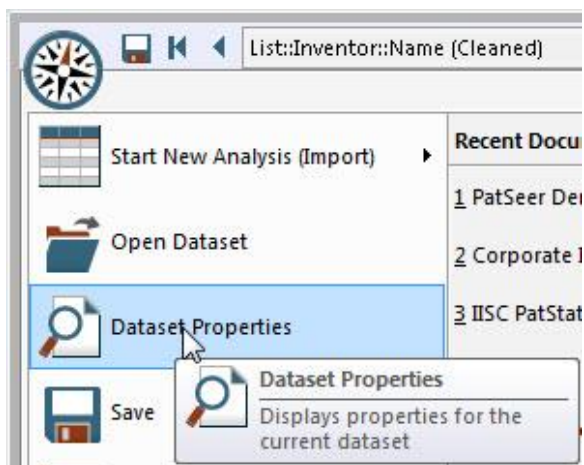 List::Inventor::Name (Cleaned)
Start New Analysis (Import)
Recent Docu
1 PatSeer De
Open Dataset
2 Corporate
Dataset Properties
3 IISC PatStat
Save
Dataset Properties
Displays properties for the
current dataset